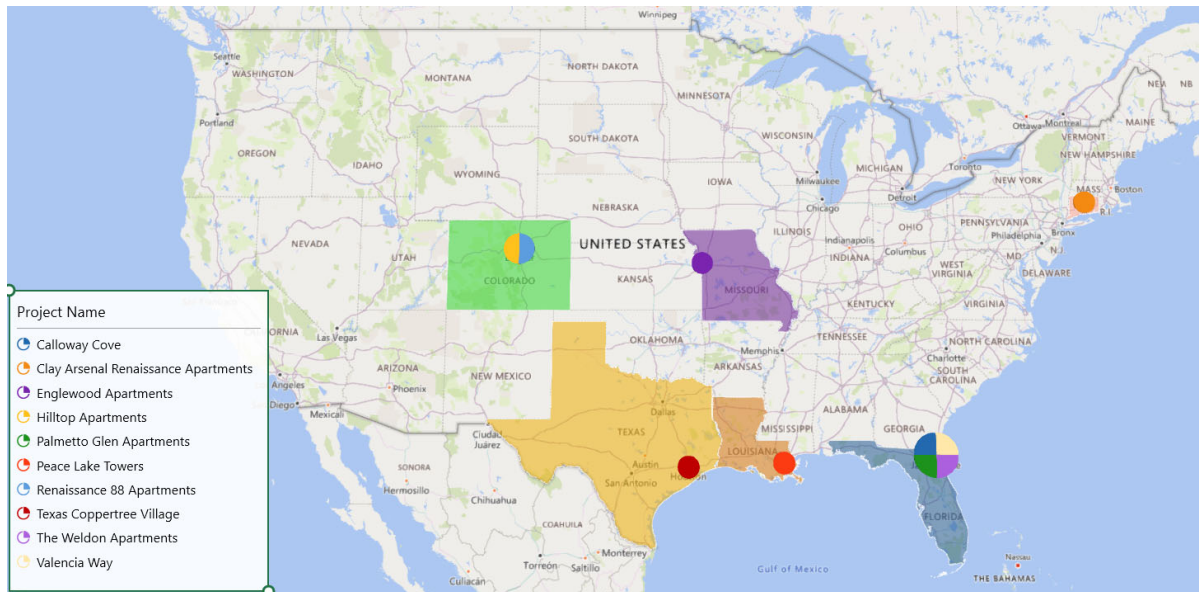 Winnipeg
Seattle
WASHINGTON
MONTANA
NORTH DAKOTA
MINNESOTA
Ottawa
Montreal
MAINE
NB
Portland
OREGON
IDAHO
SOUTH DAKOTA
WISCONSIN
MICHIGAN
Toronto
VERMONT
NEW HAMPSHIRE
WYOMING
IOWA
Milwaukee
Detroit
NEW YORK
MASS
Boston
R I
NEBRASKA
Chicago
PENNSYLVANIA
Bronx
NEVADA
UTAH
COLORADO
UNITED STATES
KANSAS
MISSOURI
ILLINOIS
Indianapolis
INDIANA
OHIO
Columbus
Philadelphia
N J
MD
DELAWARE
WEST
VIRGINIA
VIRGINIA
KENTUCKY
Las Vegas
ARIZONA
Phoenix
NEW MEXICO
OKLAHOMA
ARKANSAS
Memphis
TENNESSEE
NORTH CAROLINA
Charlotte
SOUTH
CAROLINA
Mexicali
Dallas
TEXAS
Austin
San Antonio
LOUISIANA
MISSISSIPPI
ALABAMA
GEORGIA
FLORIDA
Ciudad
Juárez
SONORA
Hermosillo
Chihuahua
COAHUILA
Monterrey
Torreón
Saltillo
Culiacán
Gulf of Mexico
Nassau
THE BAHAMAS
Project Name
Calloway Cove
Clay Arsenal Renaissance Apartments
Englewood Apartments
Hilltop Apartments
Palmetto Glen Apartments
Peace Lake Towers
Renaissance 88 Apartments
Texas Coppertree Village
The Weldon Apartments
Valencia Way